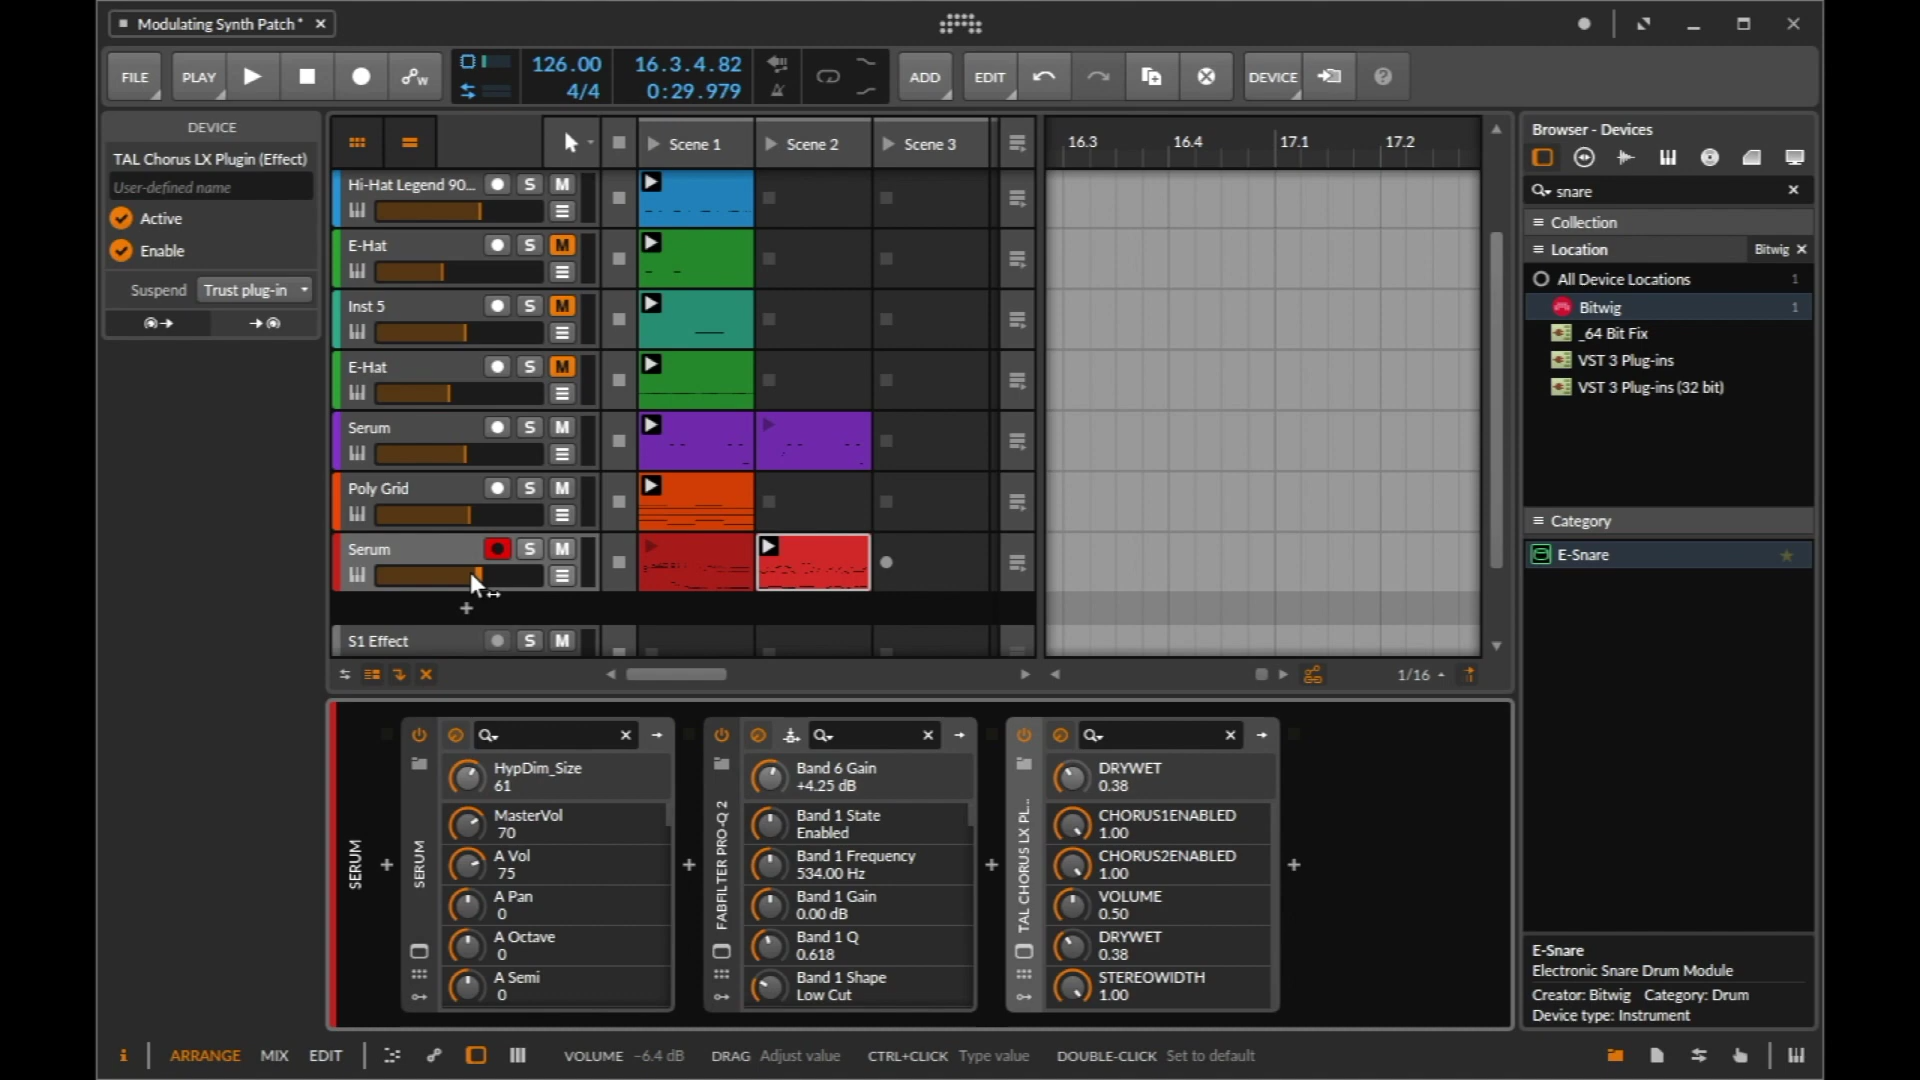 Modulating Synth Patch*
FILE
PLAY
126.00
4/4
16.3.4.82
0:29.979
ADD
EDIT
DEVICE
DEVICE
TAL Chorus LX Plugin (Effect)
User-defined name
Active
Enable
Suspend Trust plug-in
Scene 1
Scene 2
Scene 3
16.3
16.4
17.1
17.2
Hi-Hat Legend 90... S M
E-Hat S M
Inst 5 S M
E-Hat S M
Serum S M
Poly Grid S M
Serum S M
S1 Effect S M
1/16
Browser - Devices
snare
Collection
Location Bitwig
All Device Locations 1
Bitwig 1
_64 Bit Fix
VST 3 Plug-ins
VST 3 Plug-ins (32 bit)
Category
E-Snare
SERUM
SERUM
HypDim_Size
61
MasterVol
70
A Vol
75
A Pan
0
A Octave
0
A Semi
0
FABFILTER PRO-Q 2
Band 6 Gain
+4.25 dB
Band 1 State
Enabled
Band 1 Frequency
534.00 Hz
Band 1 Gain
0.00 dB
Band 1 Q
0.618
Band 1 Shape
Low Cut
TAL CHORUS LX PL...
DRYWET
0.38
CHORUS1ENABLED
1.00
CHORUS2ENABLED
1.00
VOLUME
0.50
DRYWET
0.38
STEREOWIDTH
1.00
E-Snare
Electronic Snare Drum Module
Creator: Bitwig Category: Drum
Device type: Instrument
i ARRANGE MIX EDIT VOLUME -6.4 dB DRAG Adjust value CTRL+CLICK Type value DOUBLE-CLICK Set to default